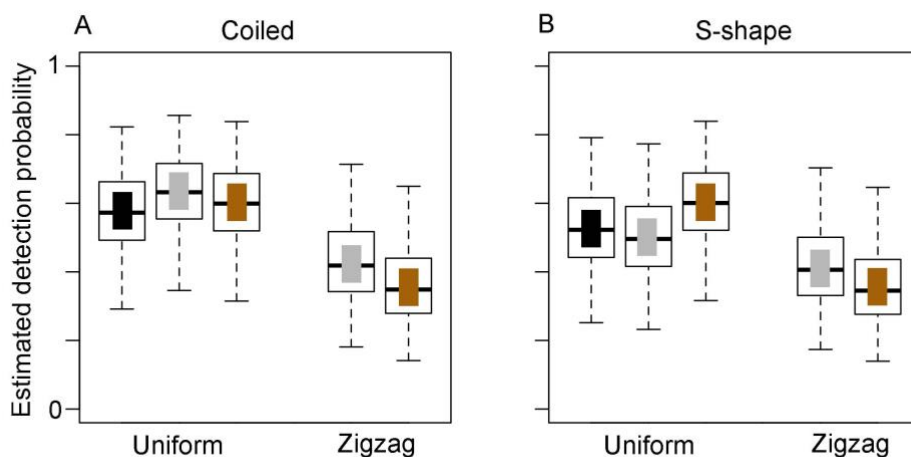 A
Coiled
B
S-shape
Estimated detection probability
1
0
Uniform
Zigzag
Uniform
Zigzag